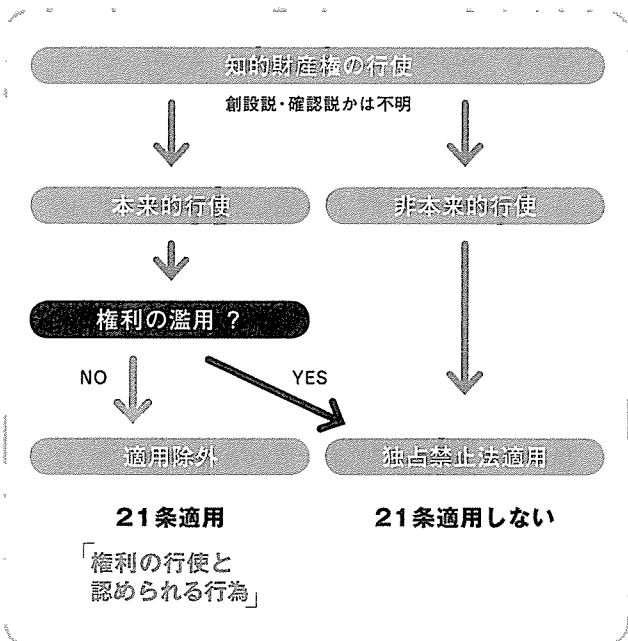 知的財産権の行使
創設説・確認説かは不明
本来的行使
非本来的行使
権利の濫用 ?
NO
YES
適用除外
独占禁止法適用
21条適用
21条適用しない
「権利の行使と
認められる行為」